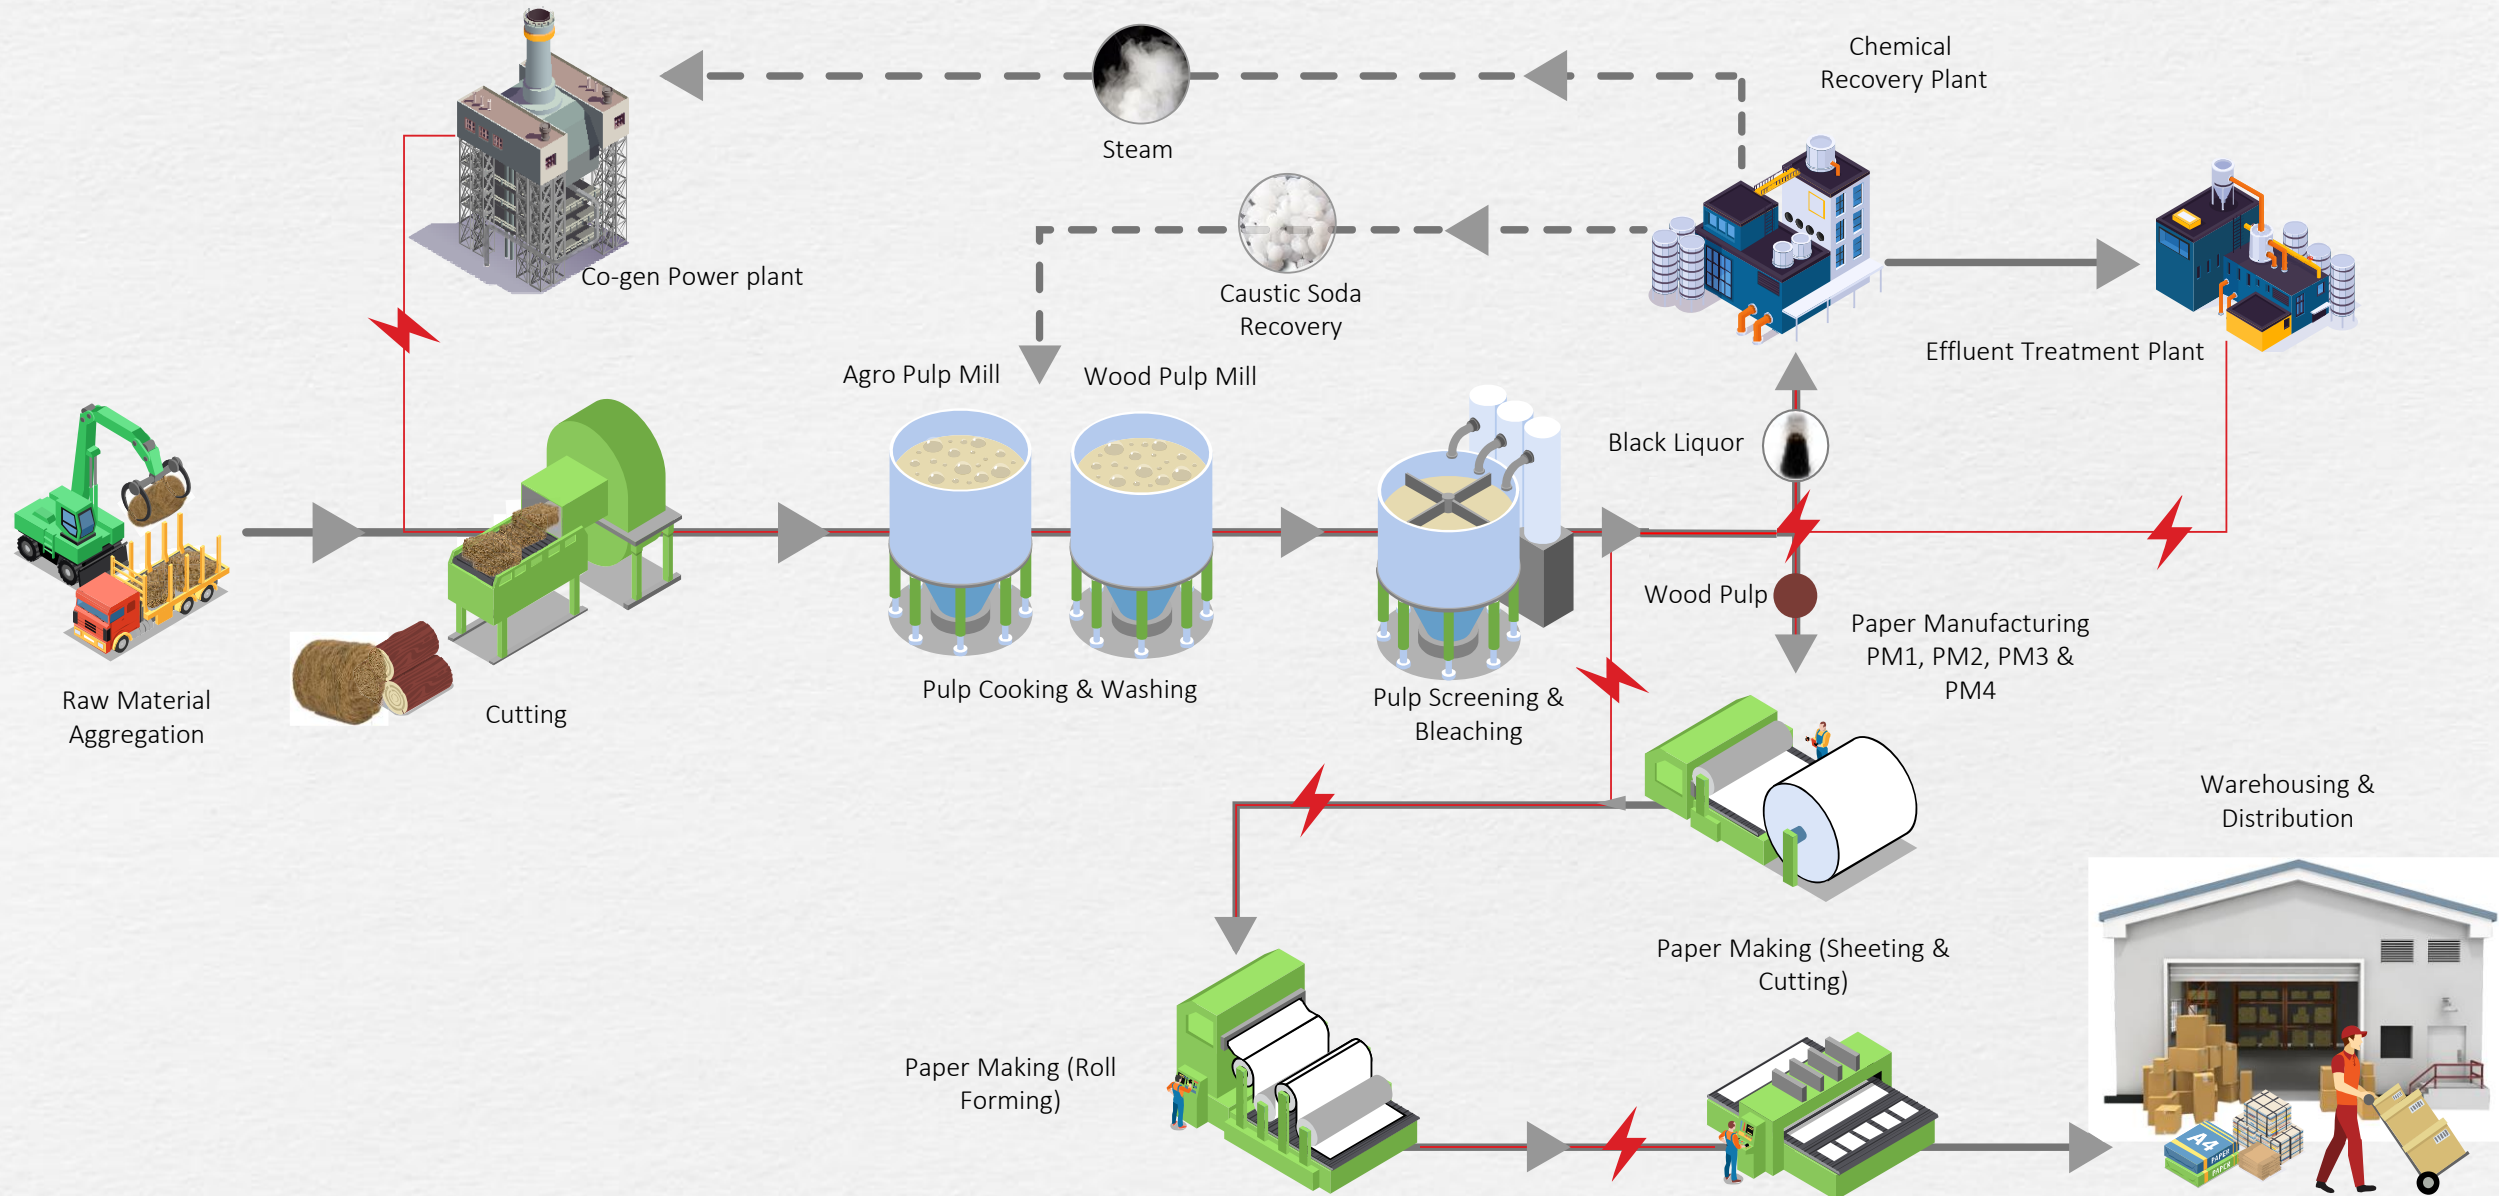 Chemical
Recovery Plant
Steam
Co-gen Power plant
Caustic Soda
Recovery
Effluent Treatment Plant
Agro Pulp Mill
Wood Pulp Mill
Black Liquor
Wood Pulp
Paper Manufacturing
PM1, PM2, PM3 &
PM4
Raw Material
Aggregation
Cutting
Pulp Cooking & Washing
Pulp Screening &
Bleaching
Warehousing &
Distribution
Paper Making (Sheeting &
Cutting)
Paper Making (Roll
Forming)
A4
PAPER
PAPER